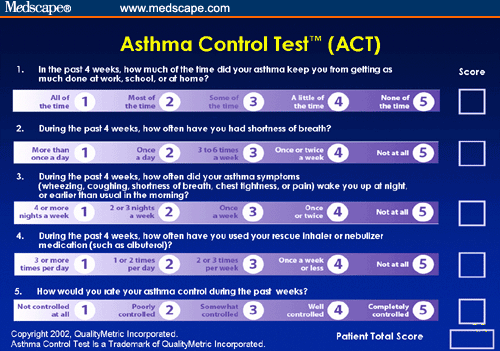 Medscape® www.medscape.com
Asthma Control Test™ (ACT)
1. In the past 4 weeks, how much of the time did your asthma keep you from getting as
much done at work, school, or at home?
Score
All of the time 1 Most of the time 2 Some of the time 3 A little of the time 4 None of the time 5
2. During the past 4 weeks, how often have you had shortness of breath?
More than once a day 1 Once a day 2 3 to 6 times a week 3 Once or twice a week 4 Not at all 5
3. During the past 4 weeks, how often did your asthma symptoms
(wheezing, coughing, shortness of breath, chest tightness, or pain) wake you up at night,
or earlier than usual in the morning?
4 or more nights a week 1 2 or 3 nights a week 2 Once a week 3 Once or twice 4 Not at all 5
4. During the past 4 weeks, how often have you used your rescue inhaler or nebulizer
medication (such as albuterol)?
3 or more times per day 1 1 or 2 times per day 2 2 or 3 times per week 3 Once a week or less 4 Not at all 5
5. How would you rate your asthma control during the past weeks?
Not controlled at all 1 Poorly controlled 2 Somewhat controlled 3 Well controlled 4 Completely controlled 5
Copyright 2002, QualityMetric Incorporated.
Asthma Control Test Is a Trademark of QualityMetric Incorporated.
Patient Total Score